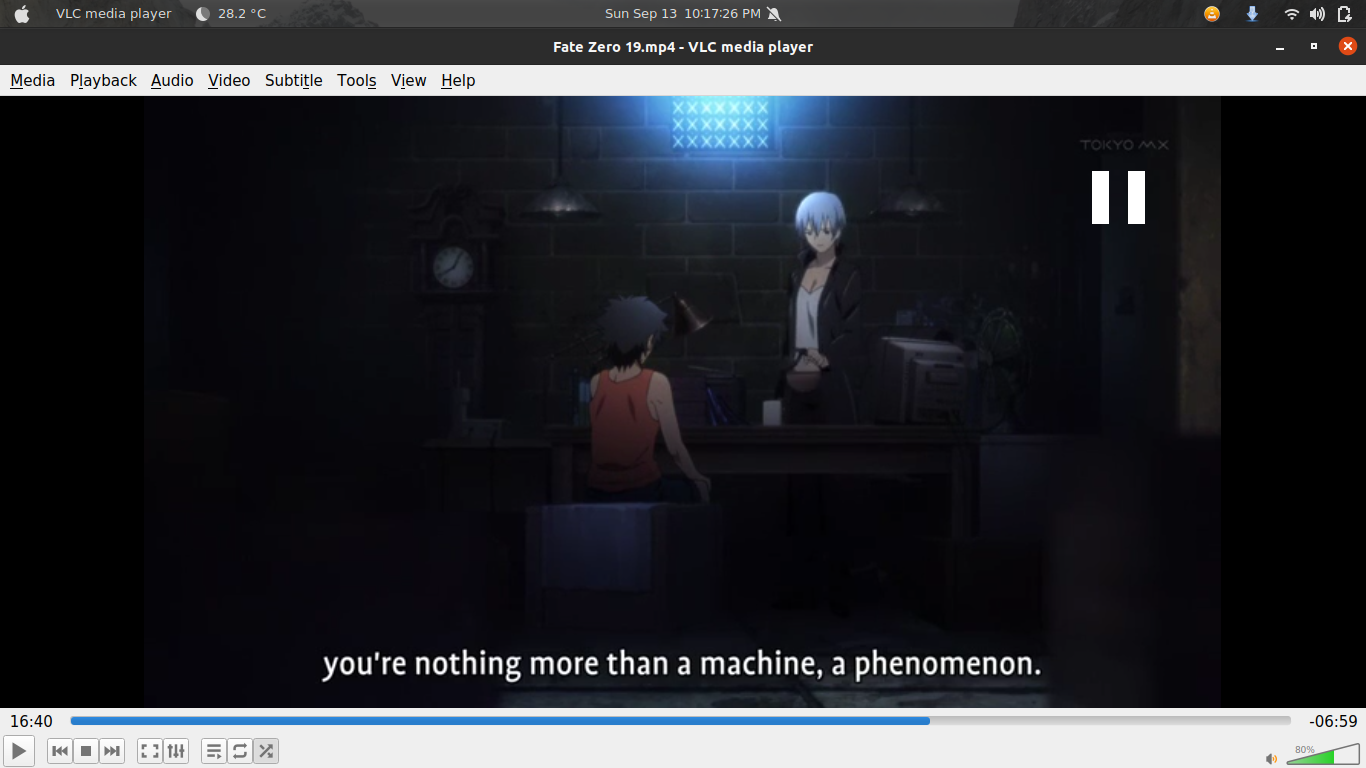 VLC media player
28.2 °C
Sun Sep 13 10:17:26 PM
Fate Zero 19.mp4 - VLC media player
Media Playback Audio Video Subtitle Tools View Help
TOKYO MX
you're nothing more than a machine, a phenomenon.
16:40
-06:59
80%